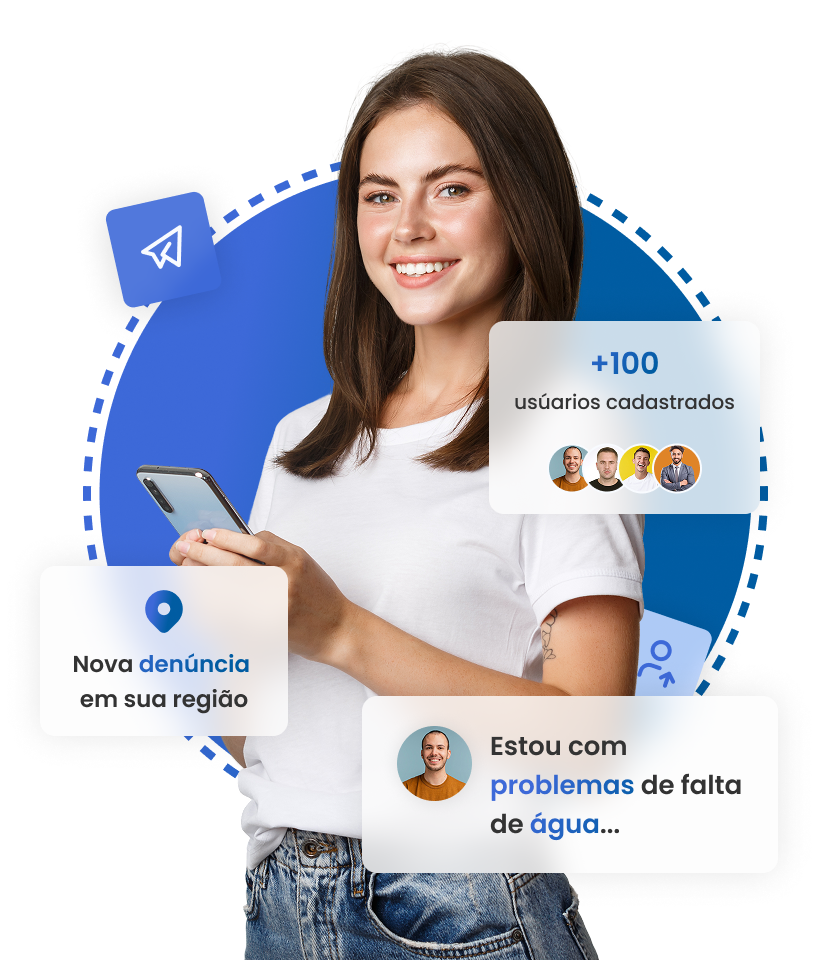 +100
usúarios cadastrados
Nova denúncia
em sua região
Estou com
problemas de falta
de água...